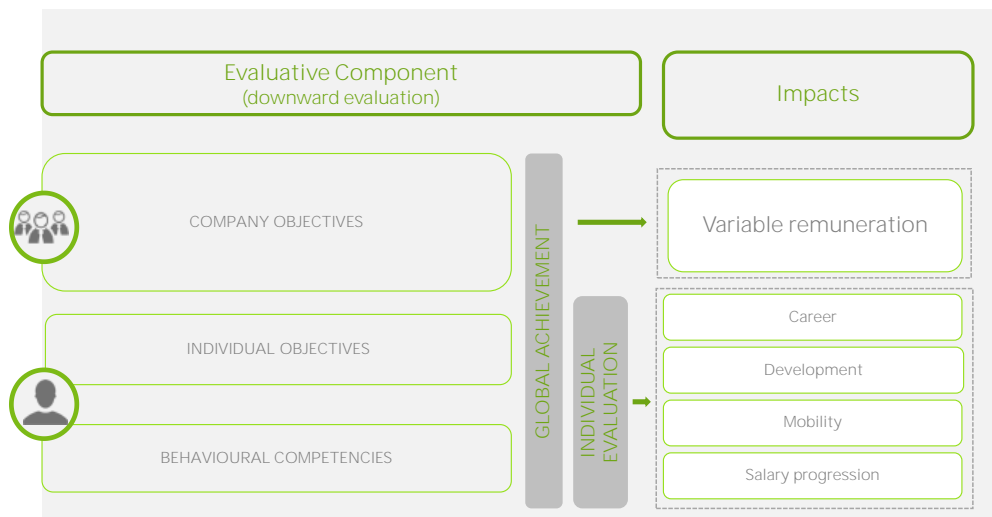 Evaluative Component
(downward evaluation)
Impacts
COMPANY OBJECTIVES
INDIVIDUAL OBJECTIVES
BEHAVIOURAL COMPETENCIES
GLOBAL ACHIEVEMENT
INDIVIDUAL
EVALUATION
Variable remuneration
Career
Development
Mobility
Salary progression